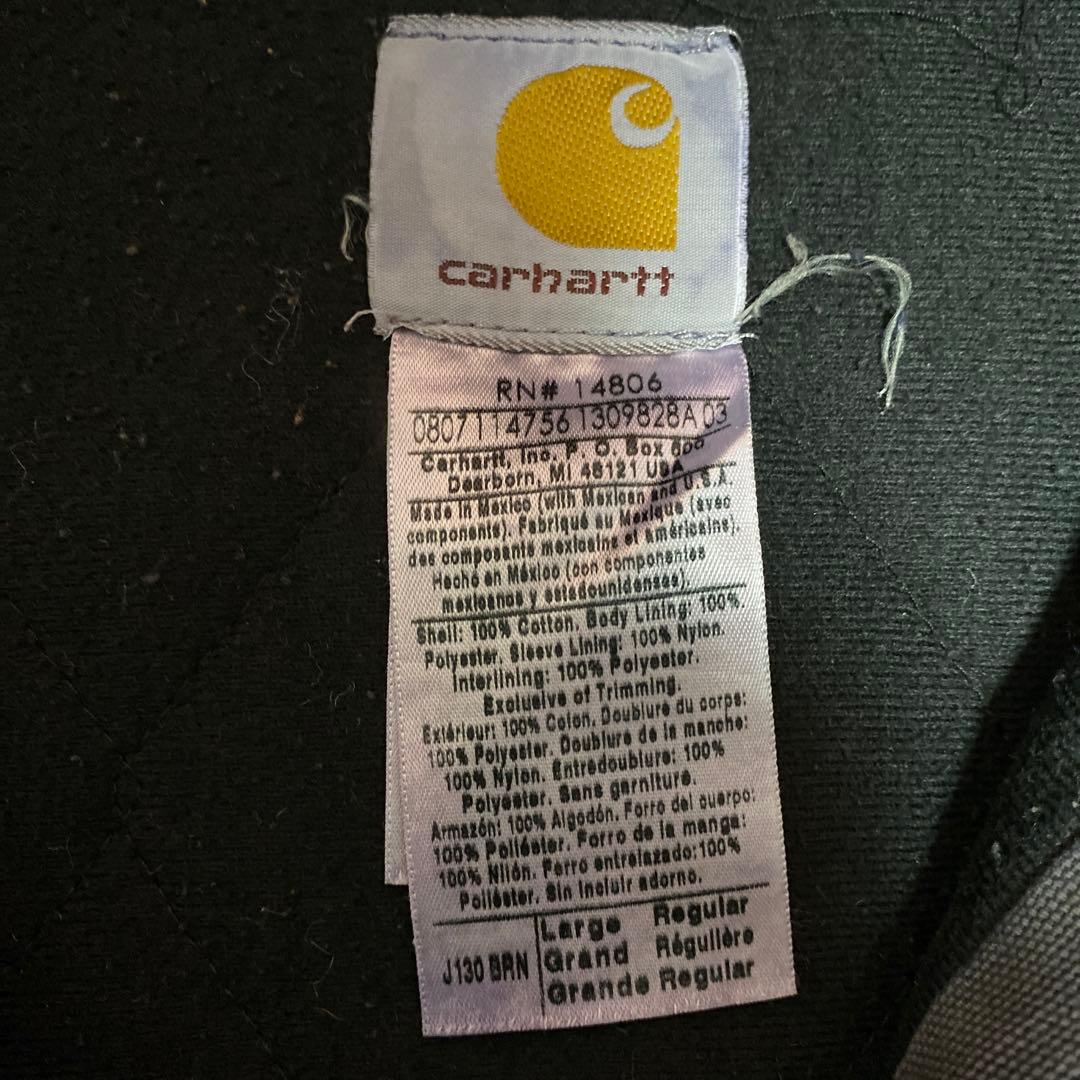 carhartt
RN# 14806
0807114756 1309828A 03
Carhartt, Inc. P. O. Box 600
Dearborn, MI 48121 USA
Made in Mexico (with Mexican and U.S.A.
components). Fabriqué au Mexique (avec
des composants mexicains et américains).
Hecho en México (con componentes
mexicanos y estadounidenses).
Shell: 100% Cotton. Body Lining: 100%.
Polyester. Sleeve Lining: 100% Nylon.
Interlining: 100% Polyester.
Exclusive of Trimming.
Extérieur: 100% Coton. Doublure du corps:
100% Polyester. Doublure de la manche:
100% Nylon. Entredoublure: 100%
Polyester. Sans garniture.
Armazón: 100% Algodón. Forro del cuerpo:
100% Poliéster. Forro de la manga:
100% Nilón. Forro entrelazado:100%
Poliéster. Sin incluir adorno.
J130 BRN
Large Regular
Grand Régulière
Grande Regular